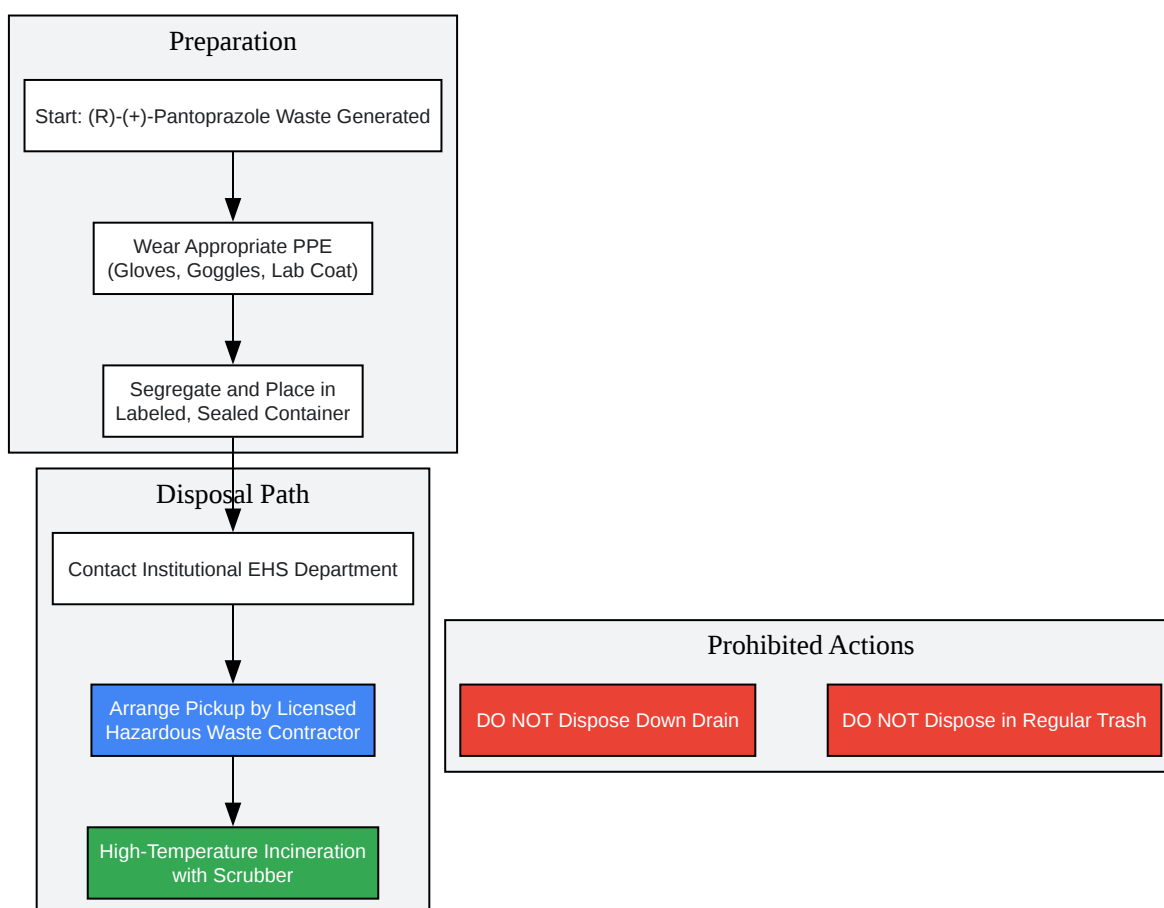 Preparation
Start: (R)-(+)-Pantoprazole Waste Generated
Wear Appropriate PPE
(Gloves, Goggles, Lab Coat)
Segregate and Place in
Labeled, Sealed Container
Disposal Path
Contact Institutional EHS Department
Arrange Pickup by Licensed
Hazardous Waste Contractor
High-Temperature Incineration
with Scrubber
Prohibited Actions
DO NOT Dispose Down Drain
DO NOT Dispose in Regular Trash